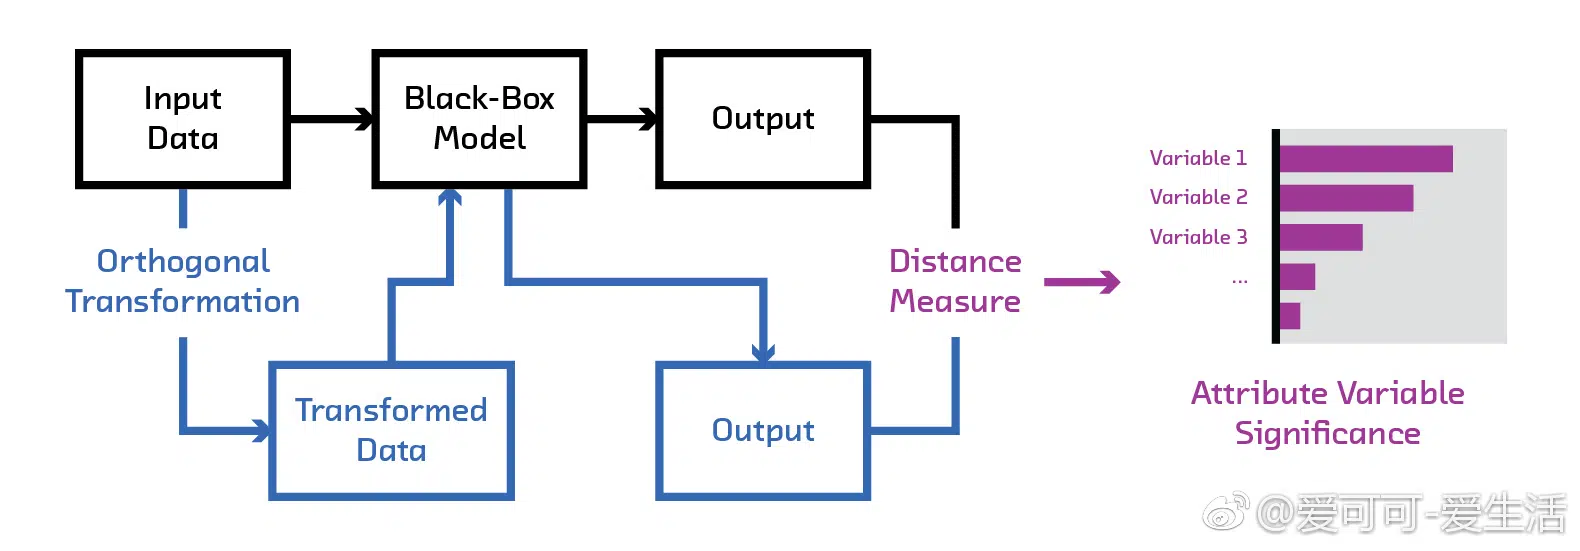 Input
Data
Black-Box
Model
Output
Orthogonal
Transformation
Transformed
Data
Output
Distance
Measure
Variable 1
Variable 2
Variable 3
...
Attribute Variable
Significance
@爱可可-爱生活